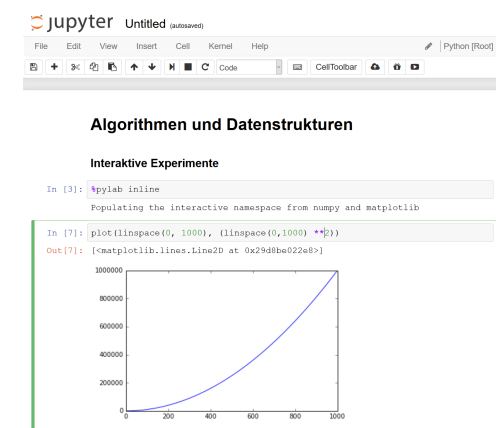 jupyter Untitled (autosaved)
File Edit View Insert Cell Kernel Help Python [Root]
Code CellToolbar
Algorithmen und Datenstrukturen
Interaktive Experimente
In [3]: %pylab inline
Populating the interactive namespace from numpy and matplotlib
In [7]: plot(linspace(0, 1000), (linspace(0,1000) **2))
Out[7]: [<matplotlib.lines.Line2D at 0x29d8be022e8>]
1000000
800000
600000
400000
200000
0
0 200 400 600 800 1000